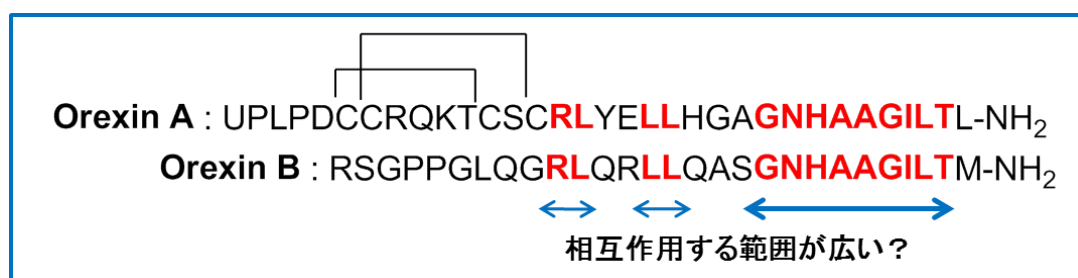 Orexin A : UPLPDCCRQKTCSCRLYELLHGAGNHAAGILTL-NH₂
Orexin B : RSGPPGLQGRLQRLLQASGNHAAGILTM-NH₂
相互作用する範囲が広い？